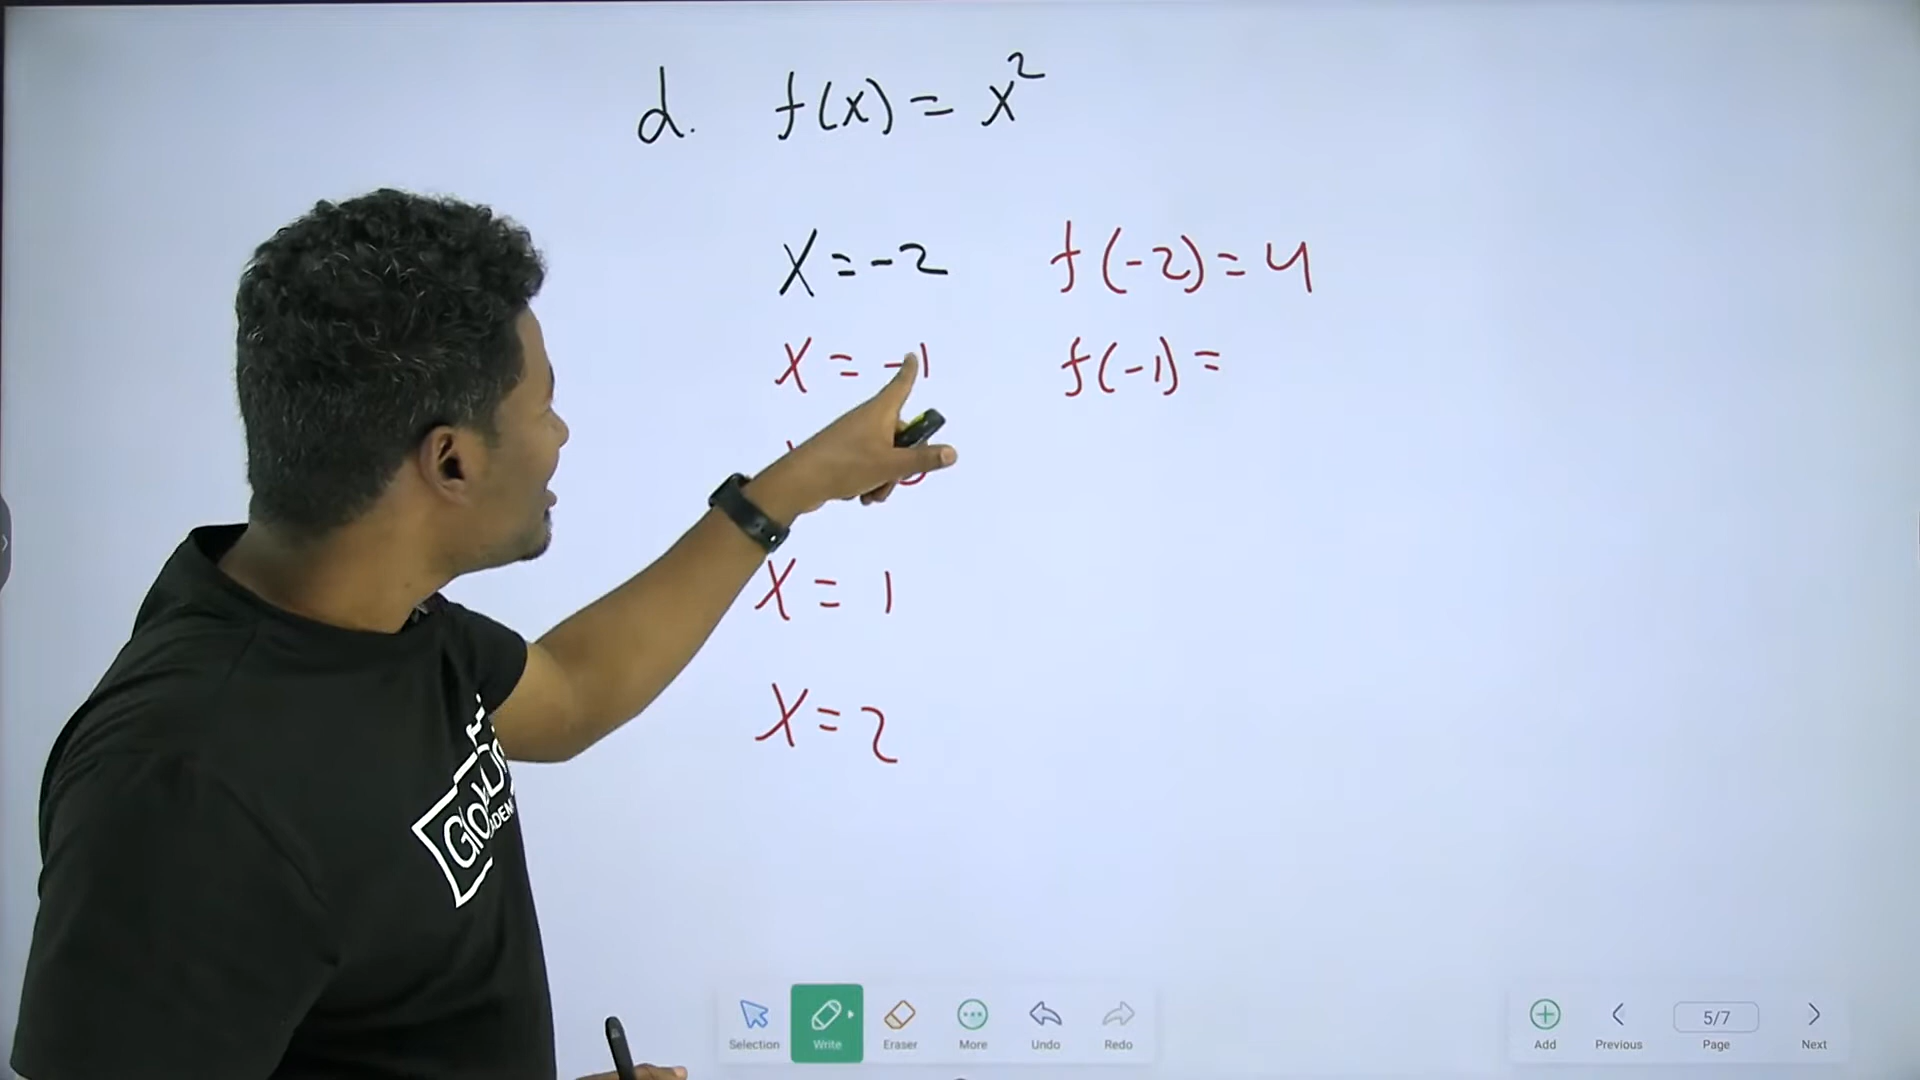 d. f(x) = x²
x = -2 f(-2) = 4
x = -1 f(-1) =
x = 1
x = 2
Selection Write Eraser More Undo Redo
Add Previous 5/7 Page Next